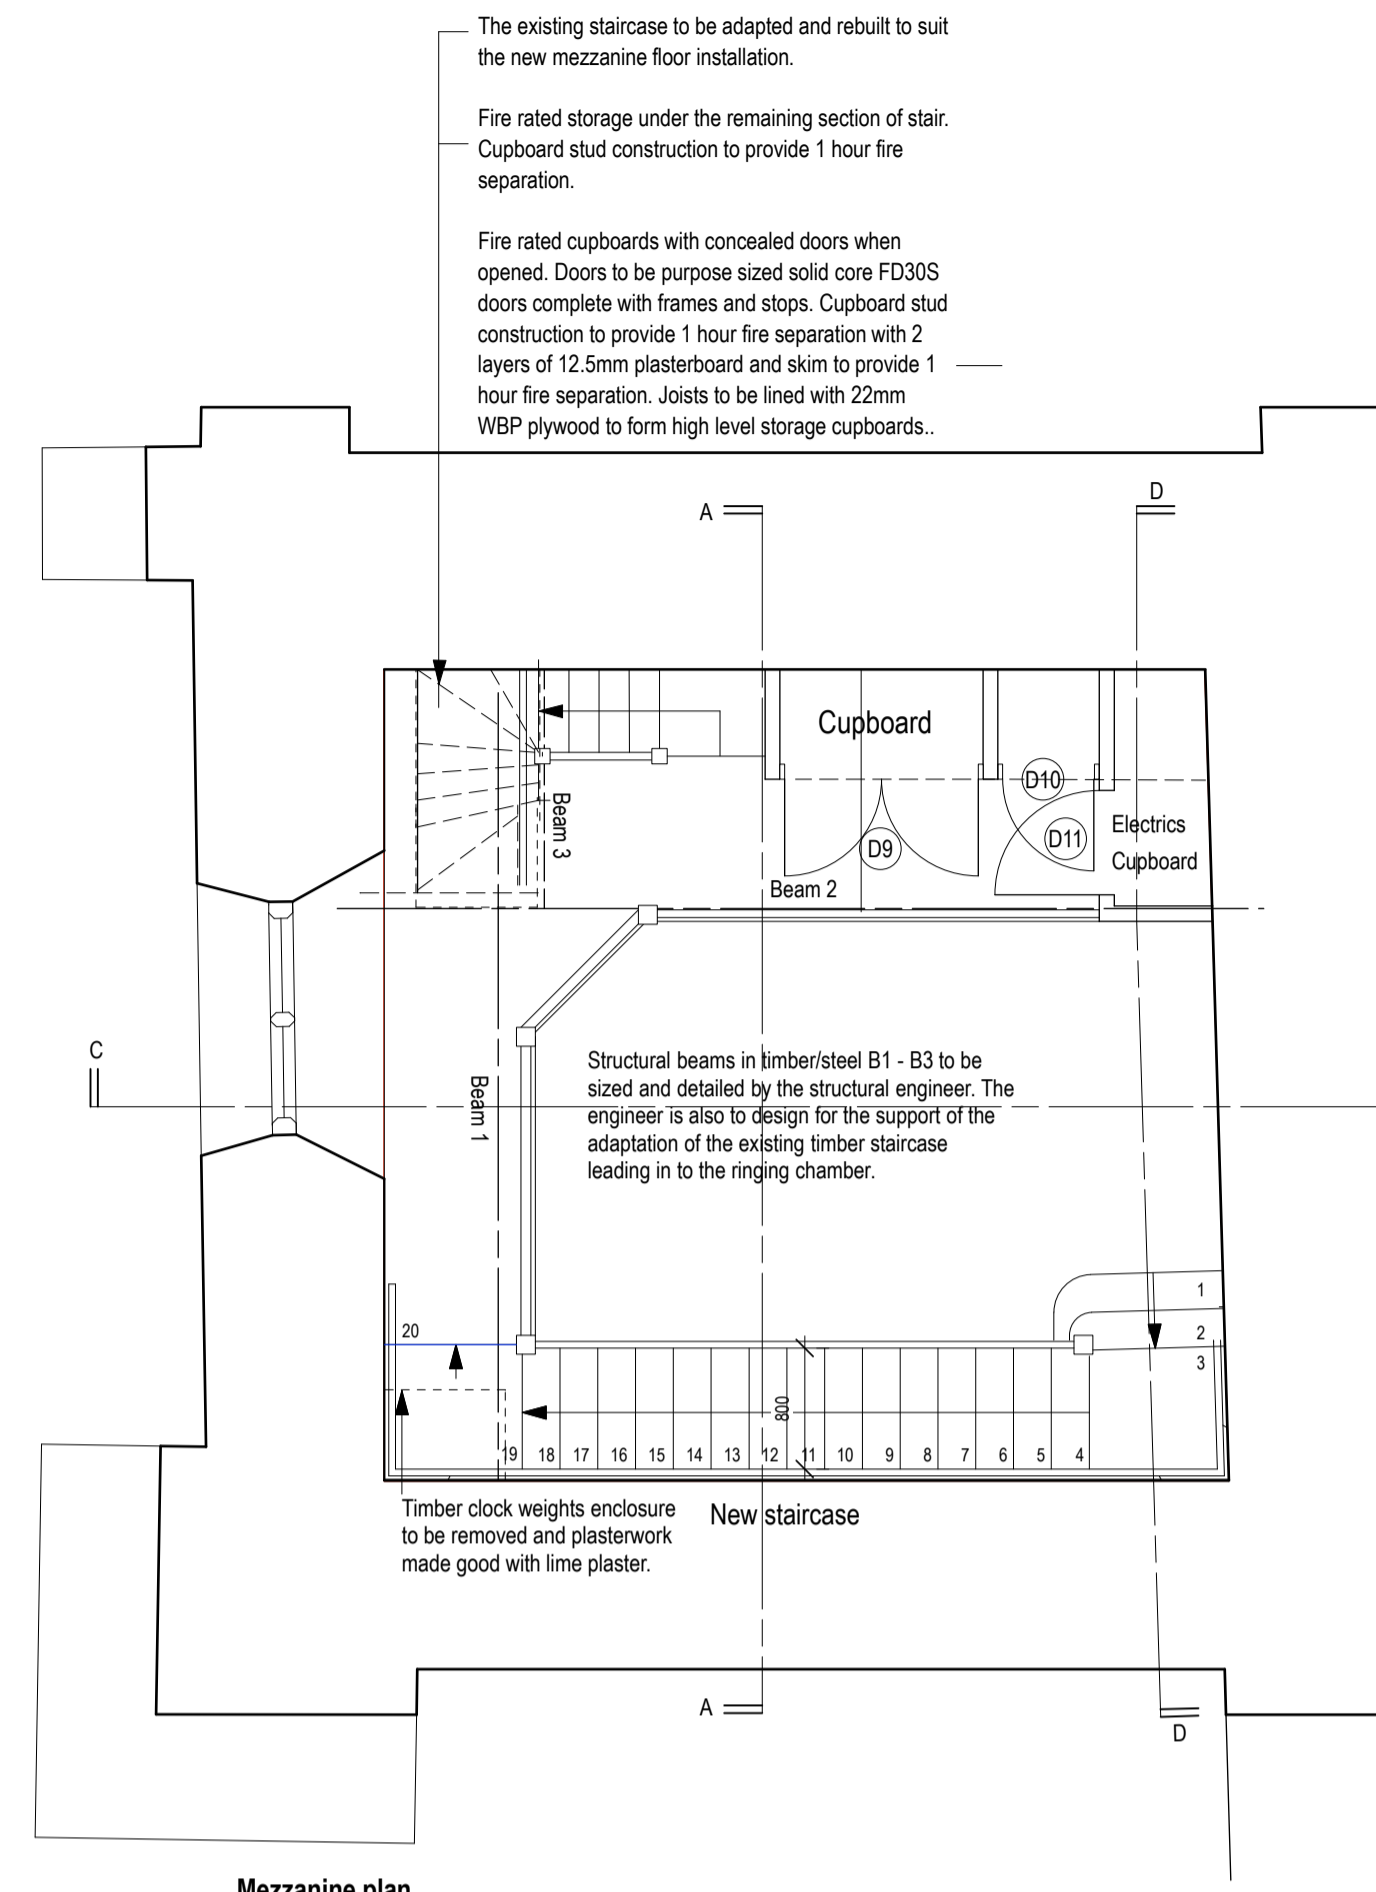 The existing staircase to be adapted and rebuilt to suit
the new mezzanine floor installation.
Fire rated storage under the remaining section of stair.
Cupboard stud construction to provide 1 hour fire
separation.
Fire rated cupboards with concealed doors when
opened. Doors to be purpose sized solid core FD30S
doors complete with frames and stops. Cupboard stud
construction to provide 1 hour fire separation with 2
layers of 12.5mm plasterboard and skim to provide 1
hour fire separation. Joists to be lined with 22mm
WBP plywood to form high level storage cupboards..
A
D
Cupboard
D10
D11
D9
Electrics
Cupboard
Beam 3
Beam 2
C
Beam 1
Structural beams in timber/steel B1 - B3 to be
sized and detailed by the structural engineer. The
engineer is also to design for the support of the
adaptation of the existing timber staircase
leading in to the ringing chamber.
1
2
3
20
800
19 18 17 16 15 14 13 12 11 10 9 8 7 6 5 4
Timber clock weights enclosure
to be removed and plasterwork
made good with lime plaster.
New staircase
A
D
Mezzanine plan